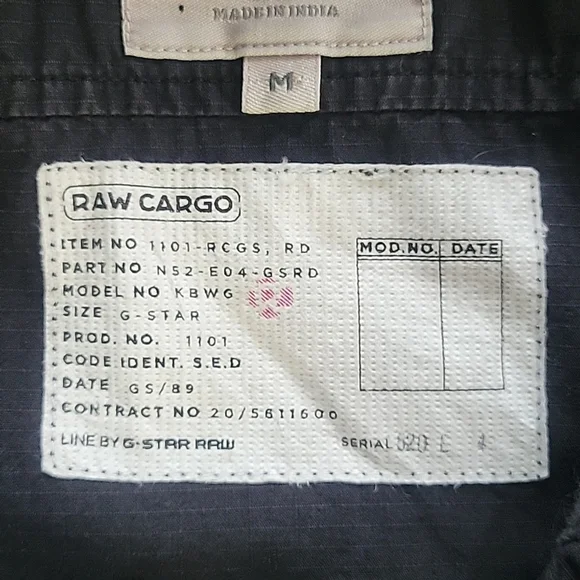 MADE IN INDIA
M
RAW CARGO
ITEM NO 1101-RCGS, RD
PART NO N52-E04-GSRD
MODEL NO KBWG
SIZE G-STAR
PROD. NO. 1101
CODE IDENT. S.E.D
DATE GS/89
CONTRACT NO 20/5611600
LINE BY G-STAR RAW
MOD.NO. DATE
SERIAL